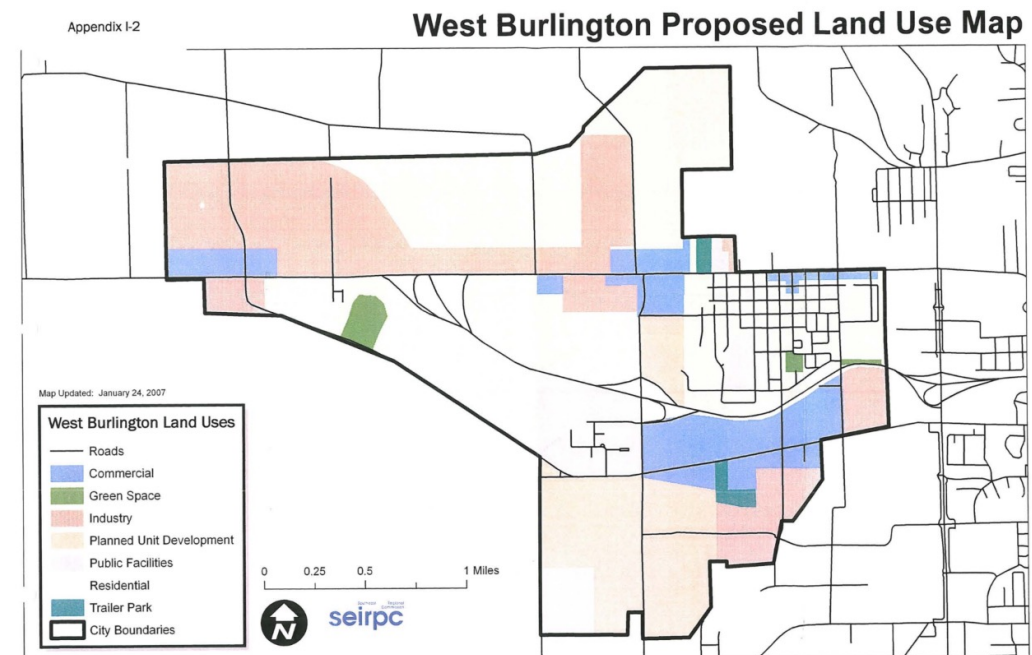 Appendix I-2
West Burlington Proposed Land Use Map
Map Updated: January 24, 2007
West Burlington Land Uses
Roads
Commercial
Green Space
Industry
Planned Unit Development
Public Facilities
Residential
Trailer Park
City Boundaries
0 0.25 0.5 1 Miles
N
seirpc